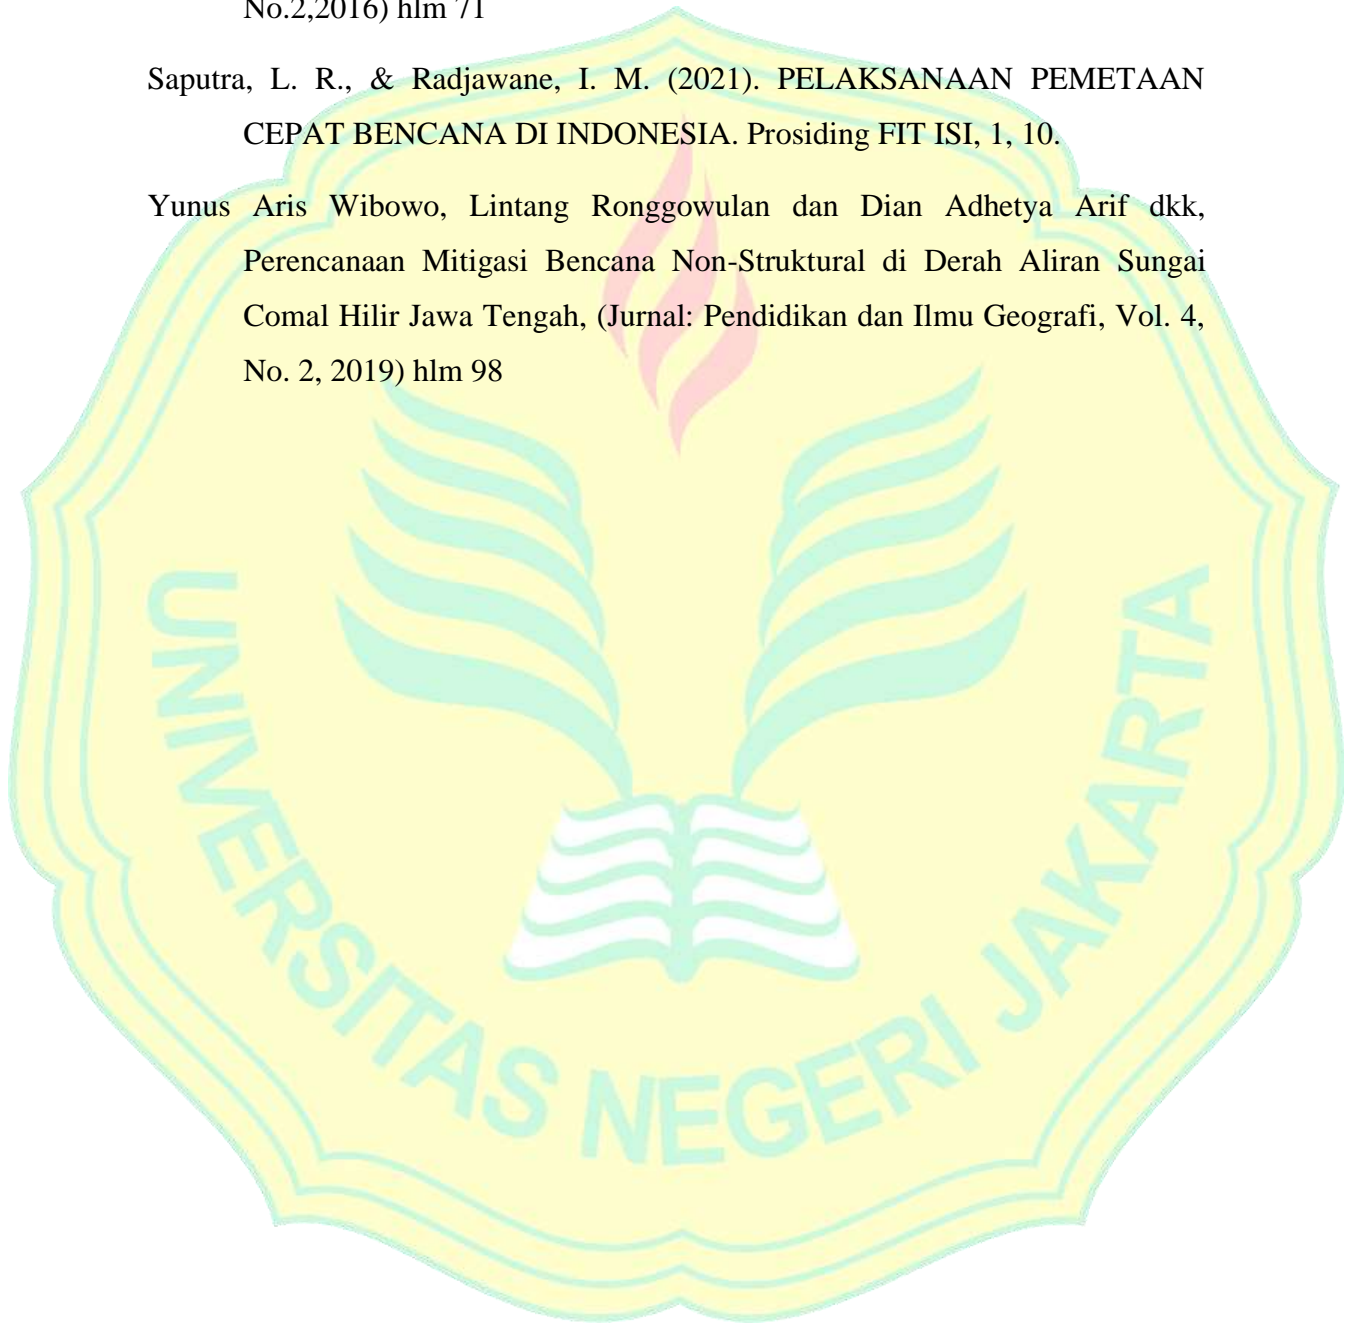 No.2,2016) hlm 71
Saputra, L. R., & Radjawane, I. M. (2021). PELAKSANAAN PEMETAAN
CEPAT BENCANA DI INDONESIA. Prosiding FIT ISI, 1, 10.
Yunus Aris Wibowo, Lintang Ronggowulan dan Dian Adhetya Arif dkk,
Perencanaan Mitigasi Bencana Non-Struktural di Derah Aliran Sungai
Comal Hilir Jawa Tengah, (Jurnal: Pendidikan dan Ilmu Geografi, Vol. 4,
No. 2, 2019) hlm 98
UNIVERSITAS NEGERI JAKARTA